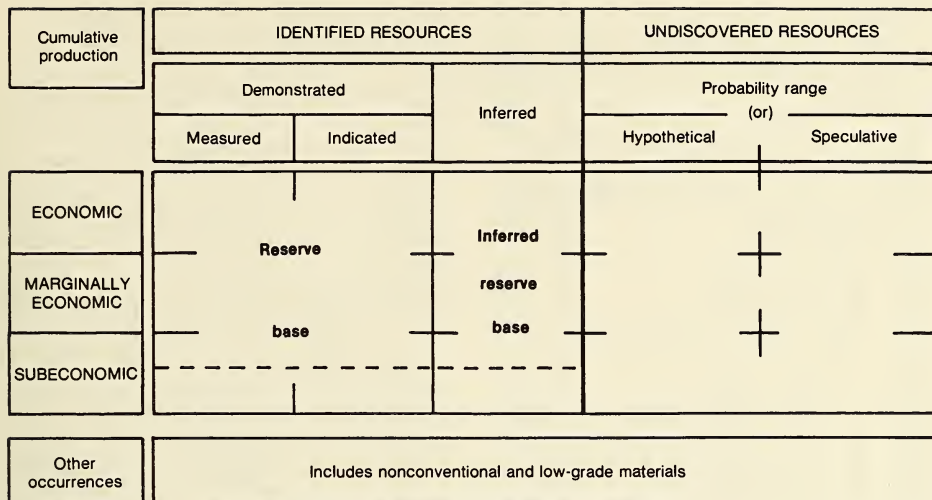 Cumulative
production
IDENTIFIED RESOURCES
UNDISCOVERED RESOURCES
Demonstrated
Inferred
Probability range
(or)
Measured
Indicated
Hypothetical
Speculative
ECONOMIC
Reserve
Inferred
MARGINALLY
ECONOMIC
reserve
base
base
SUBECONOMIC
Other
occurrences
Includes nonconventional and low-grade materials